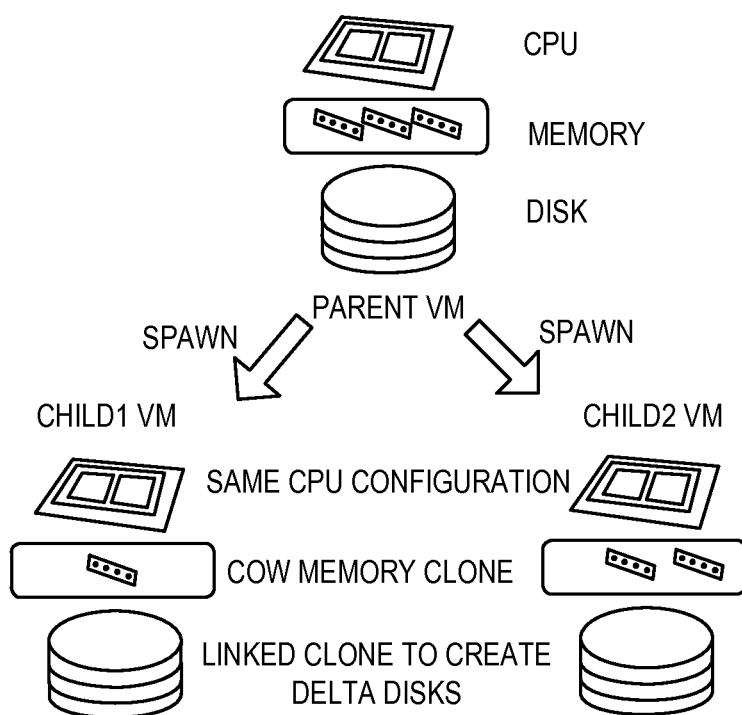 CPU
MEMORY
DISK
PARENT VM
SPAWN
SPAWN
CHILD1 VM
CHILD2 VM
SAME CPU CONFIGURATION
COW MEMORY CLONE
LINKED CLONE TO CREATE
DELTA DISKS